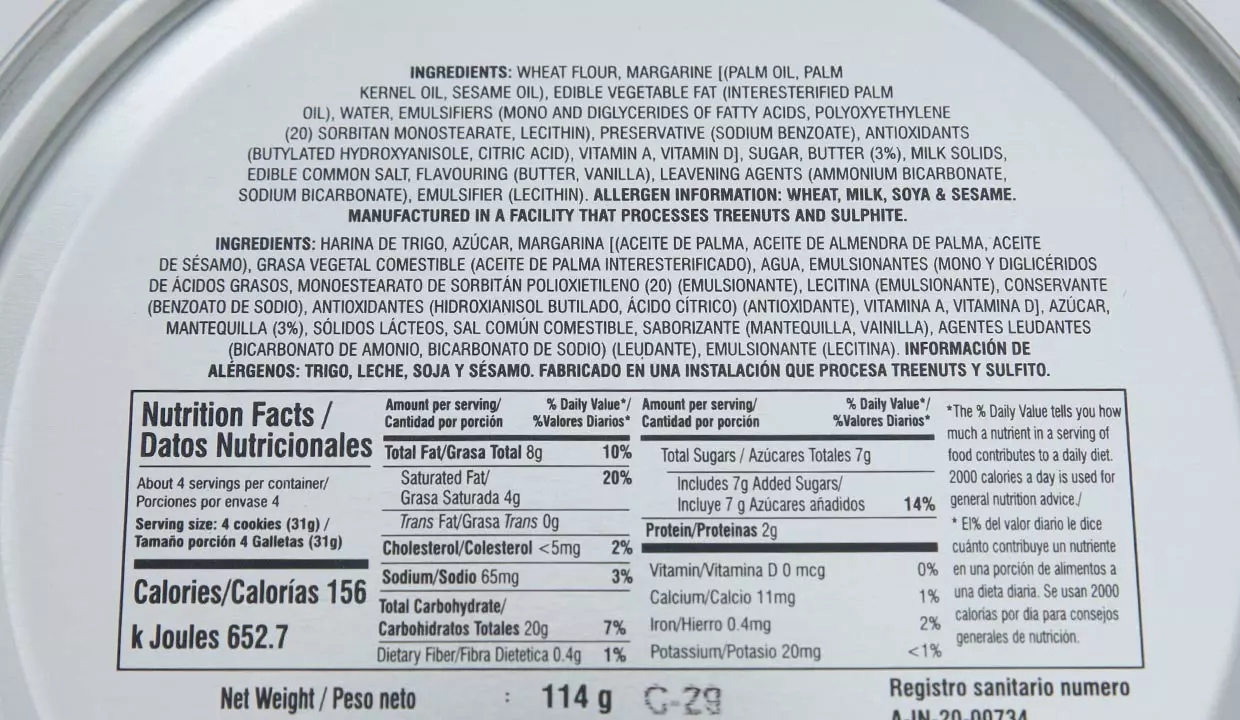 INGREDIENTS: WHEAT FLOUR, MARGARINE [(PALM OIL, PALM
KERNEL OIL, SESAME OIL), EDIBLE VEGETABLE FAT (INTERESTERIFIED PALM
OIL), WATER, EMULSIFIERS (MONO AND DIGLYCERIDES OF FATTY ACIDS, POLYOXYETHYLENE
(20) SORBITAN MONOSTEARATE, LECITHIN), PRESERVATIVE (SODIUM BENZOATE), ANTIOXIDANTS
(BUTYLATED HYDROXYANISOLE, CITRIC ACID), VITAMIN A, VITAMIN D], SUGAR, BUTTER (3%), MILK SOLIDS,
EDIBLE COMMON SALT, FLAVOURING (BUTTER, VANILLA), LEAVENING AGENTS (AMMONIUM BICARBONATE,
SODIUM BICARBONATE), EMULSIFIER (LECITHIN). ALLERGEN INFORMATION: WHEAT, MILK, SOYA & SESAME.
MANUFACTURED IN A FACILITY THAT PROCESSES TREENUTS AND SULPHITE.
INGREDIENTS: HARINA DE TRIGO, AZÚCAR, MARGARINA [(ACEITE DE PALMA, ACEITE DE ALMENDRA DE PALMA, ACEITE
DE SÉSAMO), GRASA VEGETAL COMESTIBLE (ACEITE DE PALMA INTERESTERIFICADO), AGUA, EMULSIONANTES (MONO Y DIGLICÉRIDOS
DE ÁCIDOS GRASOS, MONOESTEARATO DE SORBITÁN POLIOXIETILENO (20) (EMULSIONANTE), LECITINA (EMULSIONANTE), CONSERVANTE
(BENZOATO DE SODIO), ANTIOXIDANTES (HIDROXIANISOL BUTILADO, ÁCIDO CÍTRICO) (ANTIOXIDANTE), VITAMINA A, VITAMINA D], AZÚCAR,
MANTEQUILLA (3%), SÓLIDOS LÁCTEOS, SAL COMÚN COMESTIBLE, SABORIZANTE (MANTEQUILLA, VAINILLA), AGENTES LEUDANTES
(BICARBONATO DE AMONIO, BICARBONATO DE SODIO) (LEUDANTE), EMULSIONANTE (LECITINA). INFORMACIÓN DE
ALÉRGENOS: TRIGO, LECHE, SOJA Y SÉSAMO. FABRICADO EN UNA INSTALACIÓN QUE PROCESA TREENUTS Y SULFITO.
Nutrition Facts /
Datos Nutricionales
About 4 servings per container/
Porciones por envase 4
Serving size: 4 cookies (31g) /
Tamaño porción 4 Galletas (31g)
Calories/Calorías 156
k Joules 652.7
Amount per serving/ % Daily Value*/
Cantidad por porción %Valores Diarios*
Total Fat/Grasa Total 8g 10%
Saturated Fat/ 20%
Grasa Saturada 4g
Trans Fat/Grasa Trans 0g
Cholesterol/Colesterol <5mg 2%
Sodium/Sodio 65mg 3%
Total Carbohydrate/
Carbohidratos Totales 20g 7%
Dietary Fiber/Fibra Dietetica 0.4g 1%
Amount per serving/ % Daily Value*/
Cantidad por porción %Valores Diarios*
Total Sugars / Azúcares Totales 7g
Includes 7g Added Sugars/
Incluye 7 g Azúcares añadidos 14%
Protein/Proteinas 2g
Vitamin/Vitamina D 0 mcg 0%
Calcium/Calcio 11mg 1%
Iron/Hierro 0.4mg 2%
Potassium/Potasio 20mg <1%
*The % Daily Value tells you how
much a nutrient in a serving of
food contributes to a daily diet.
2000 calories a day is used for
general nutrition advice./
* El% del valor diario le dice
cuánto contribuye un nutriente
en una porción de alimentos a
una dieta diaria. Se usan 2000
calorías por día para consejos
generales de nutrición.
Net Weight / Peso neto : 114 g G-29
Registro sanitario numero
A-IN-20-00734